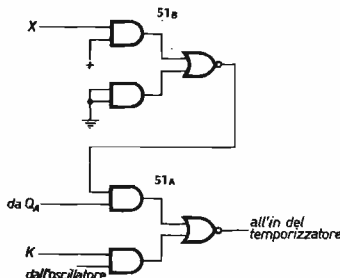 51B
X
+
51A
da QA
all'in del
temporizzatore
K
dall'oscillatore